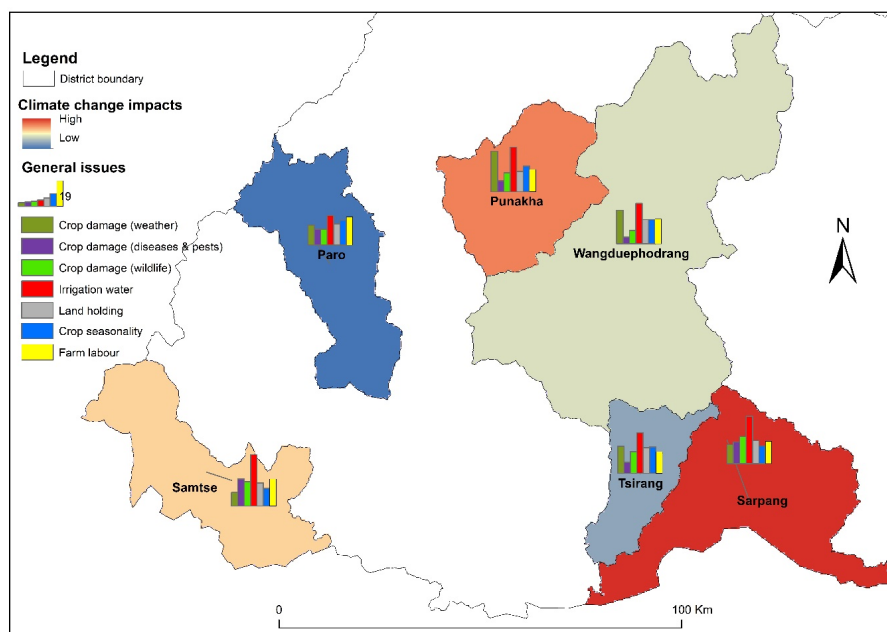 Legend
District boundary
Climate change impacts
High
Low
General issues
19
Crop damage (weather)
Crop damage (diseases & pests)
Crop damage (wildlife)
Irrigation water
Land holding
Crop seasonality
Farm labour
Punakha
Wangduephodrang
Paro
N
Samtse
Tsirang
Sarpang
0
100 Km